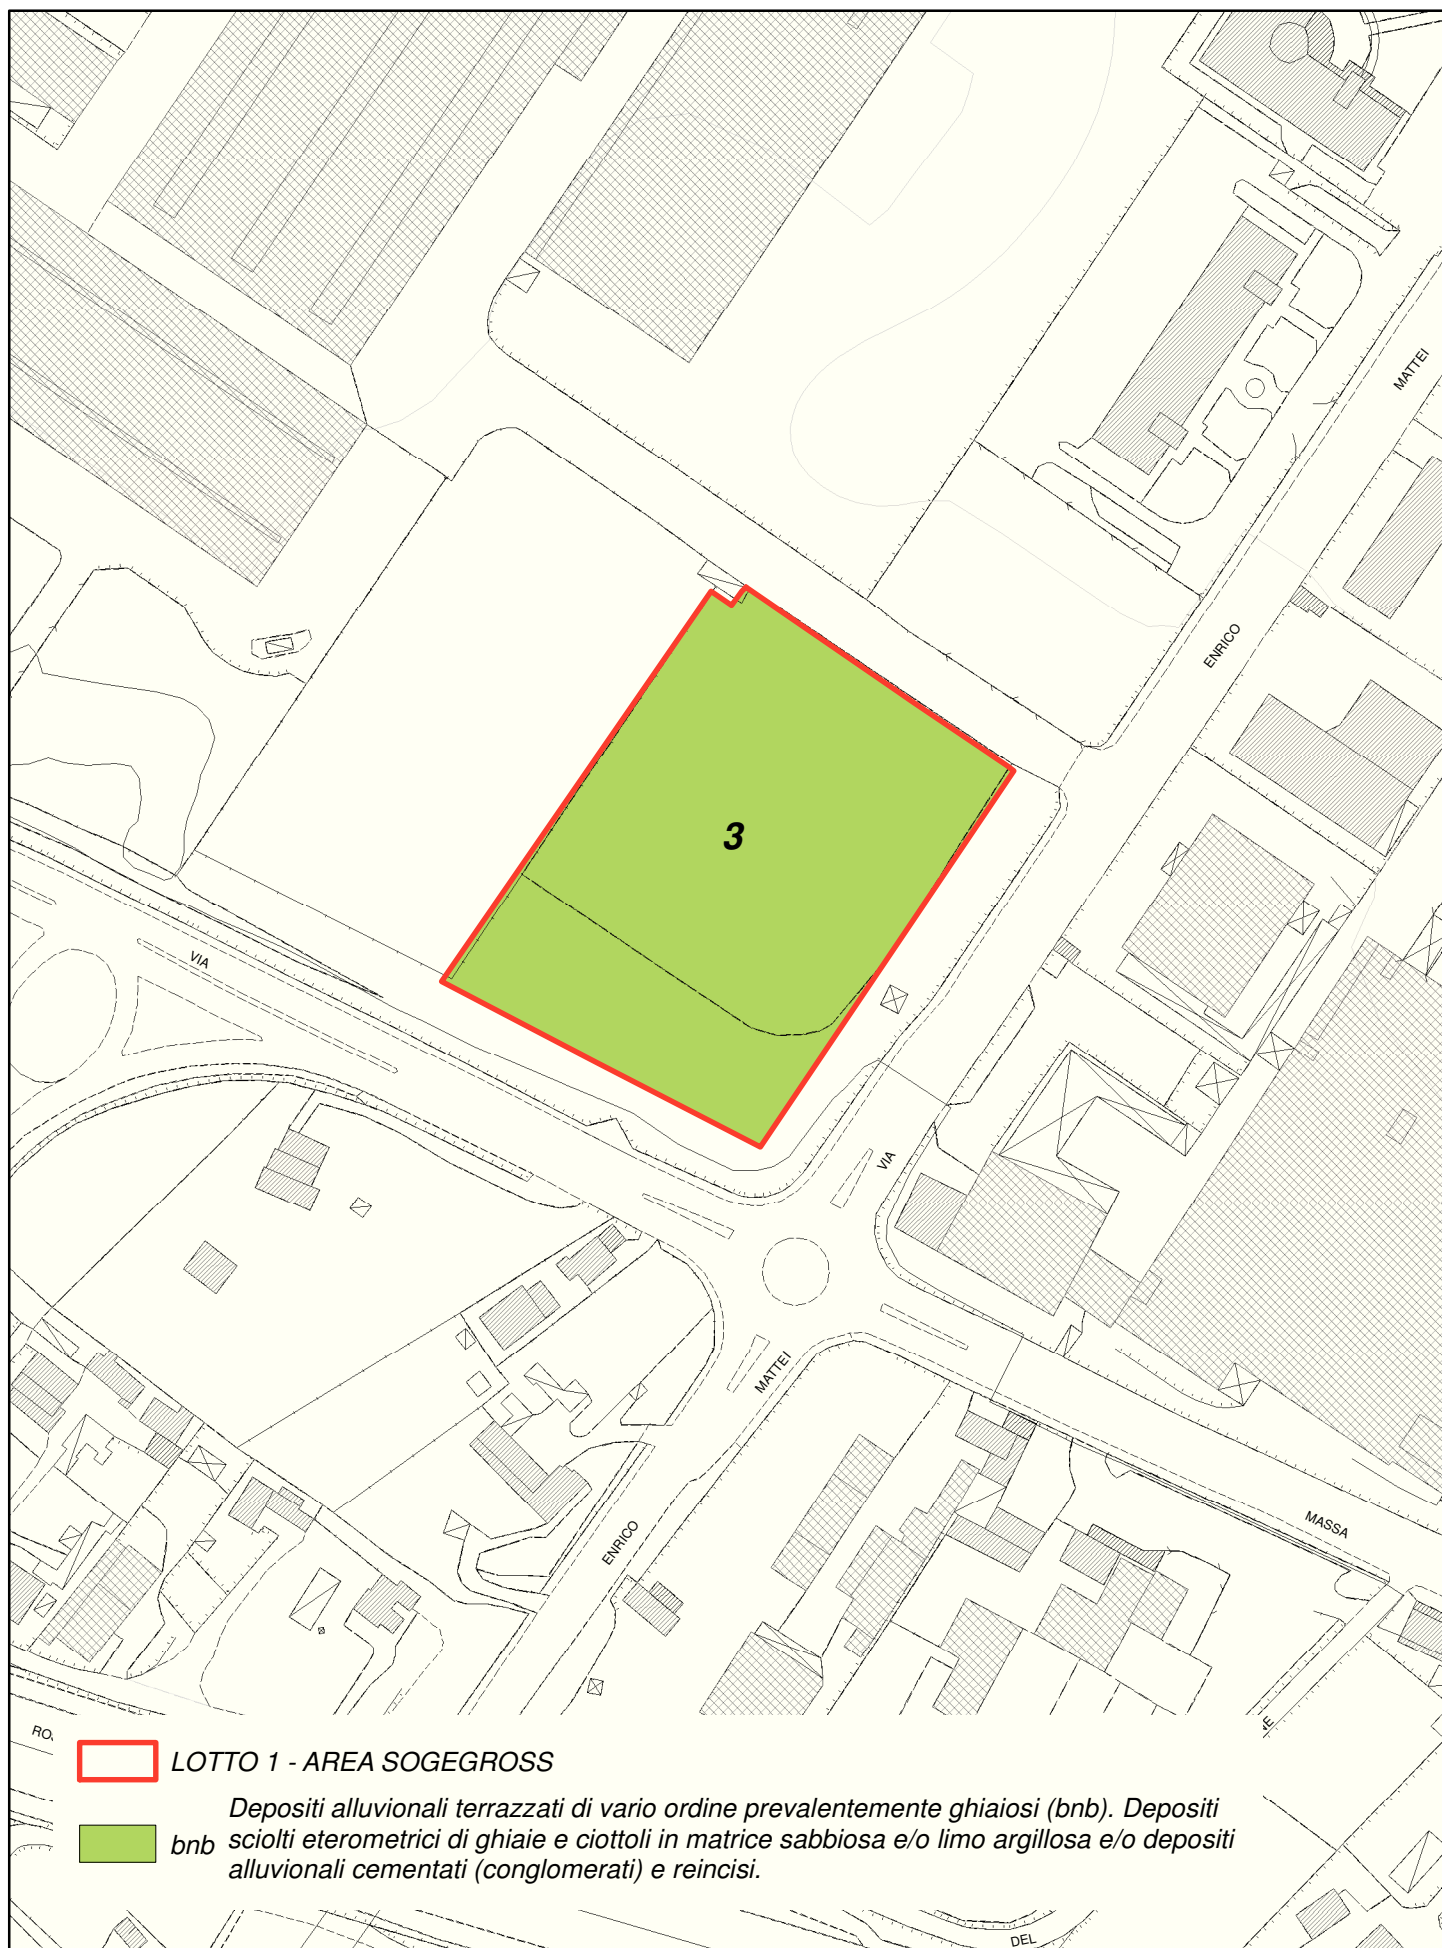 MATTEI
ENRICO
3
VIA
VIA
MATTEI
ENRICO
MASSA
LOTTO 1 - AREA SOGEGROSS
bnb
Depositi alluvionali terrazzati di vario ordine prevalentemente ghiaiosi (bnb). Depositi
sciolti eterometrici di ghiaie e ciottoli in matrice sabbiosa e/o limo argillosa e/o depositi
alluvionali cementati (conglomerati) e reincisi.
DEL